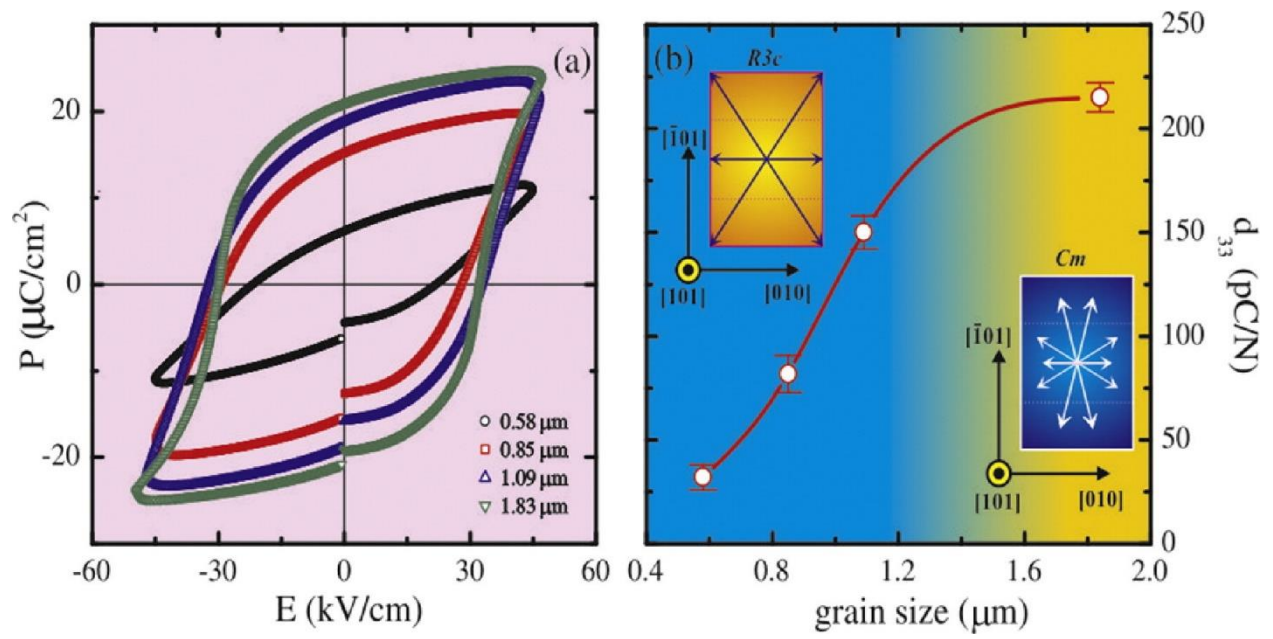 (a)
P (μC/cm²)
20
0
-20
0.58 μm
0.85 μm
1.09 μm
1.83 μm
-60
-30
0
30
60
E (kV/cm)
(b)
R3c
[1̄01]
[101]
[010]
Cm
[1̄01]
[101]
[010]
250
200
150
100
50
0
d₃₃ (pC/N)
0.4
0.8
1.2
1.6
2.0
grain size (μm)